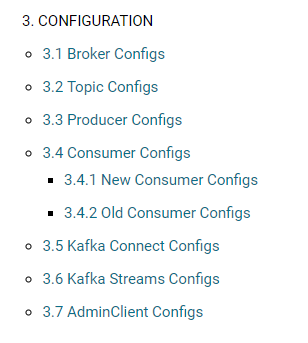 3. CONFIGURATION
3.1 Broker Configs
3.2 Topic Configs
3.3 Producer Configs
3.4 Consumer Configs
3.4.1 New Consumer Configs
3.4.2 Old Consumer Configs
3.5 Kafka Connect Configs
3.6 Kafka Streams Configs
3.7 AdminClient Configs